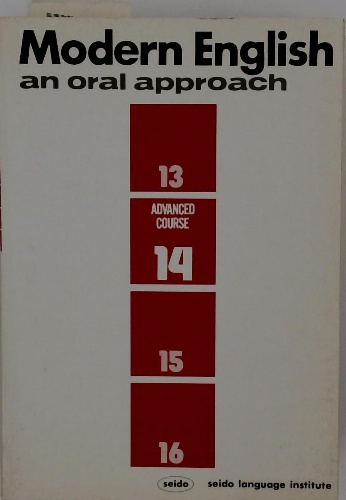 Modern English
an oral approach
13
ADVANCED
COURSE
14
15
16
seido seido language institute